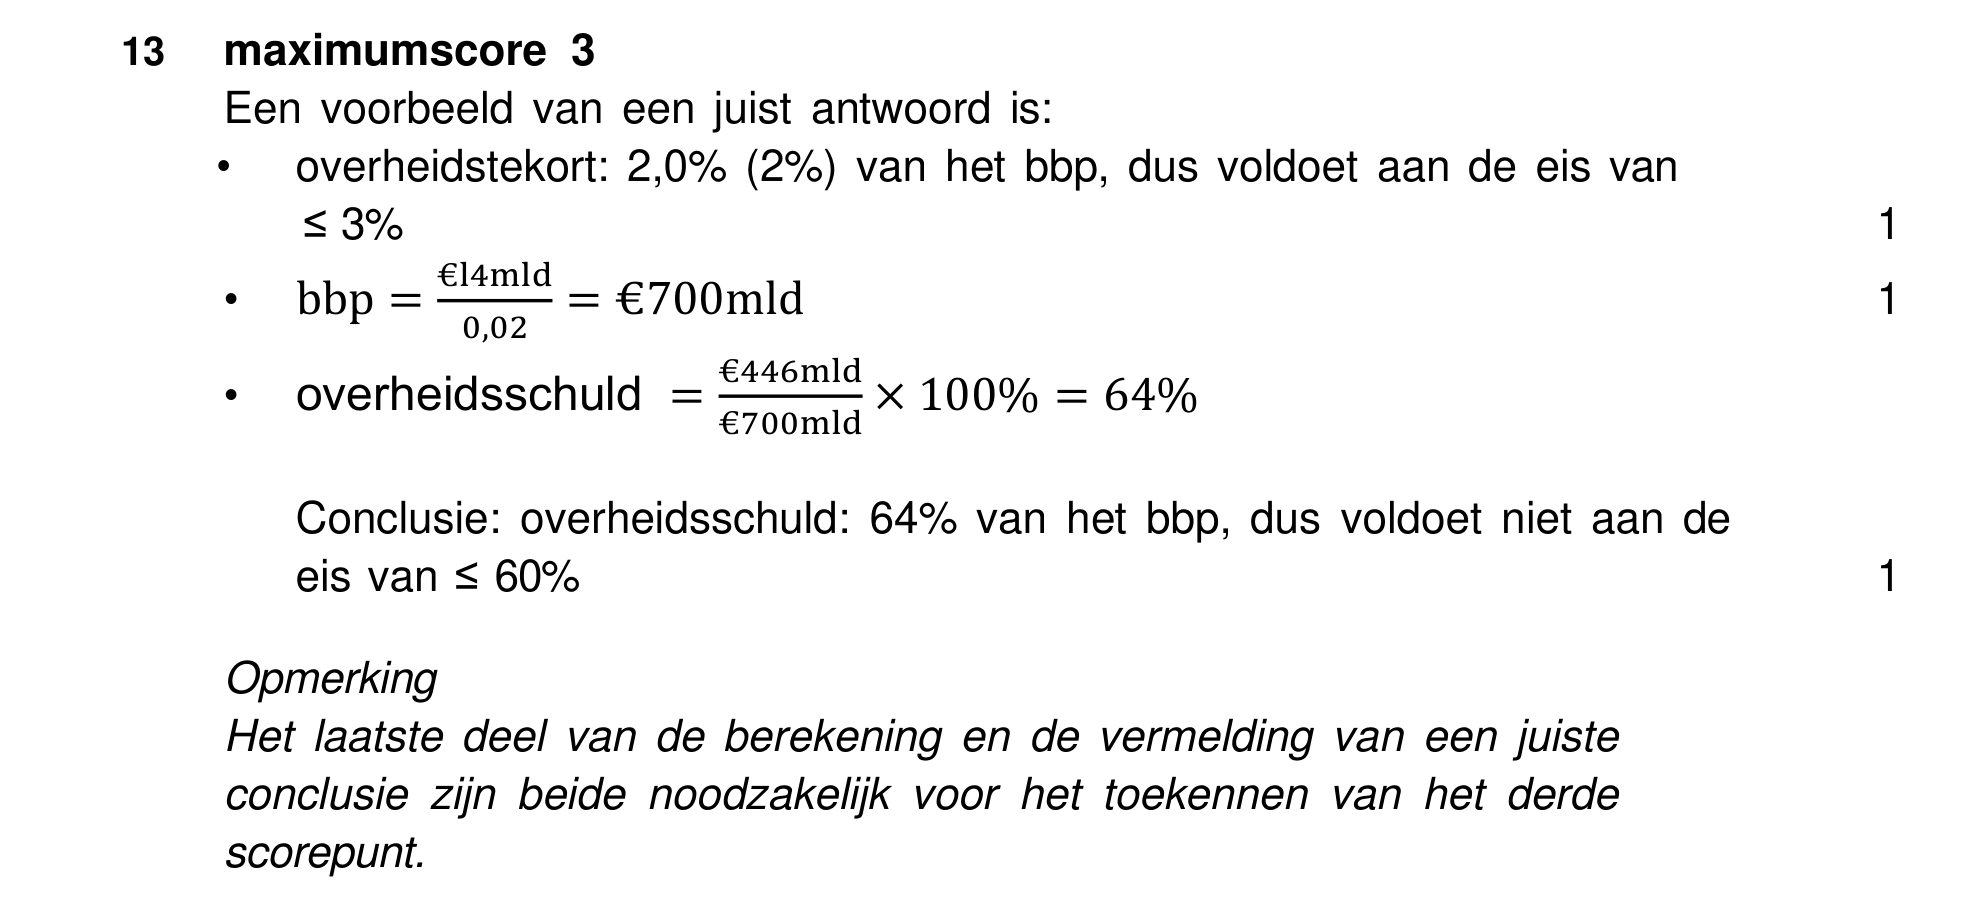 13 maximumscore 3
Een voorbeeld van een juist antwoord is:
• overheidstekort: 2,0% (2%) van het bbp, dus voldoet aan de eis van
≤ 3% 1
• bbp = €l4mld / 0,02 = €700mld 1
• overheidsschuld = €446mld / €700mld × 100% = 64%
Conclusie: overheidsschuld: 64% van het bbp, dus voldoet niet aan de
eis van ≤ 60% 1
Opmerking
Het laatste deel van de berekening en de vermelding van een juiste
conclusie zijn beide noodzakelijk voor het toekennen van het derde
scorepunt.